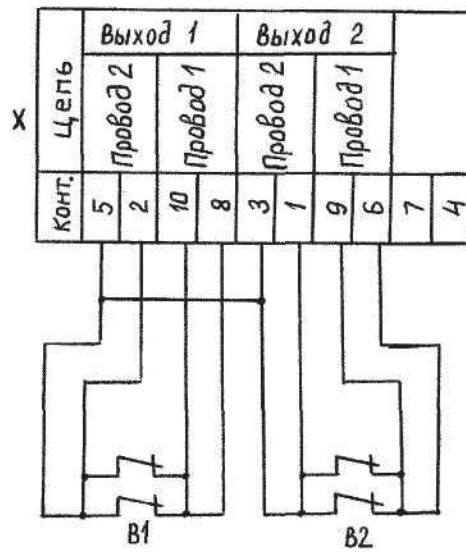 X
Цепь
Выход 1
Выход 2
Провод 2
Провод 1
Провод 2
Провод 1
Конт.
5 2 10 8 3 1 9 6 7 4
В1
В2